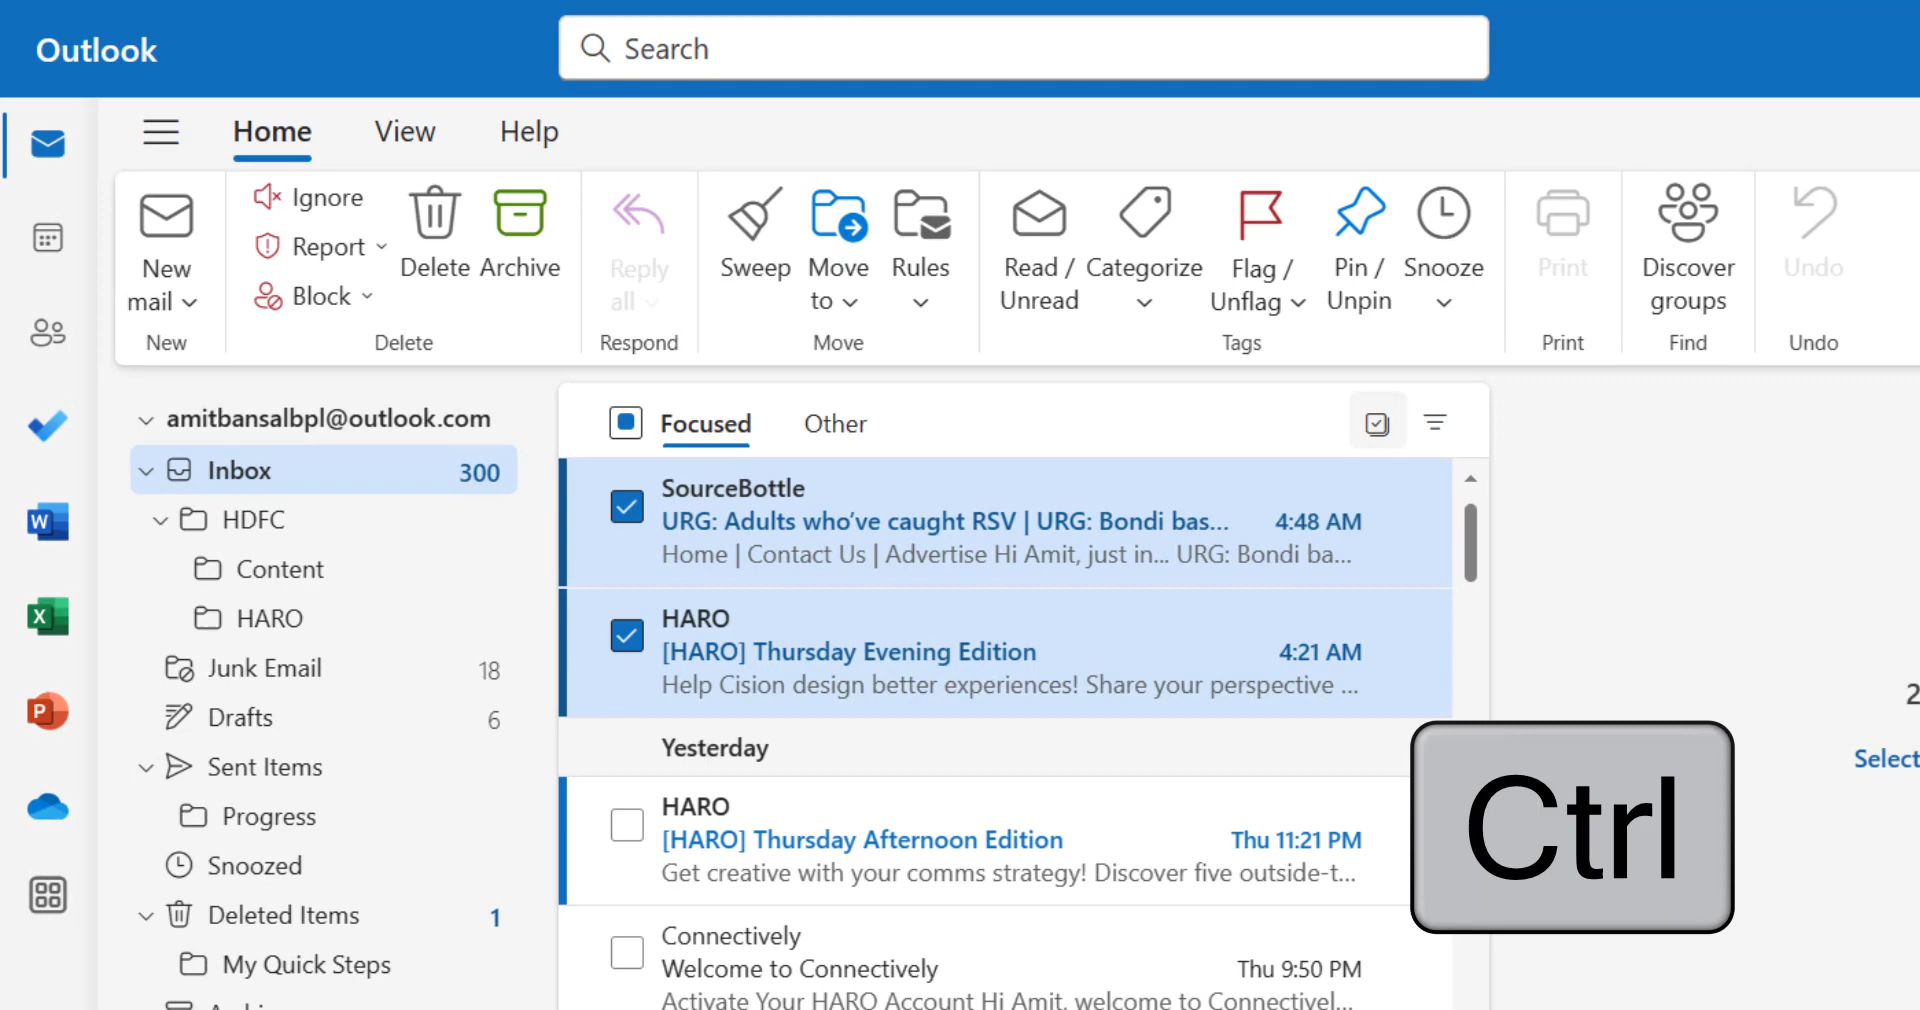 Outlook
Search
Home View Help
New mail
New
Ignore
Report
Block
Delete
Archive
Delete
Reply all
Respond
Sweep
Move to
Rules
Move
Read / Unread
Categorize
Flag / Unflag
Pin / Unpin
Snooze
Tags
Print
Print
Discover groups
Find
Undo
Undo
amitbansalbpl@outlook.com
Inbox 300
HDFC
Content
HARO
Junk Email 18
Drafts 6
Sent Items
Progress
Snoozed
Deleted Items 1
My Quick Steps
Focused Other
SourceBottle
URG: Adults who’ve caught RSV | URG: Bondi bas... 4:48 AM
Home | Contact Us | Advertise Hi Amit, just in... URG: Bondi ba...
HARO
[HARO] Thursday Evening Edition 4:21 AM
Help Cision design better experiences! Share your perspective ...
Yesterday
HARO
[HARO] Thursday Afternoon Edition Thu 11:21 PM
Get creative with your comms strategy! Discover five outside-t...
Connectively
Welcome to Connectively Thu 9:50 PM
Activate Your HARO Account Hi Amit, welcome to Connectivel...
2
Select
Ctrl
W
X
P